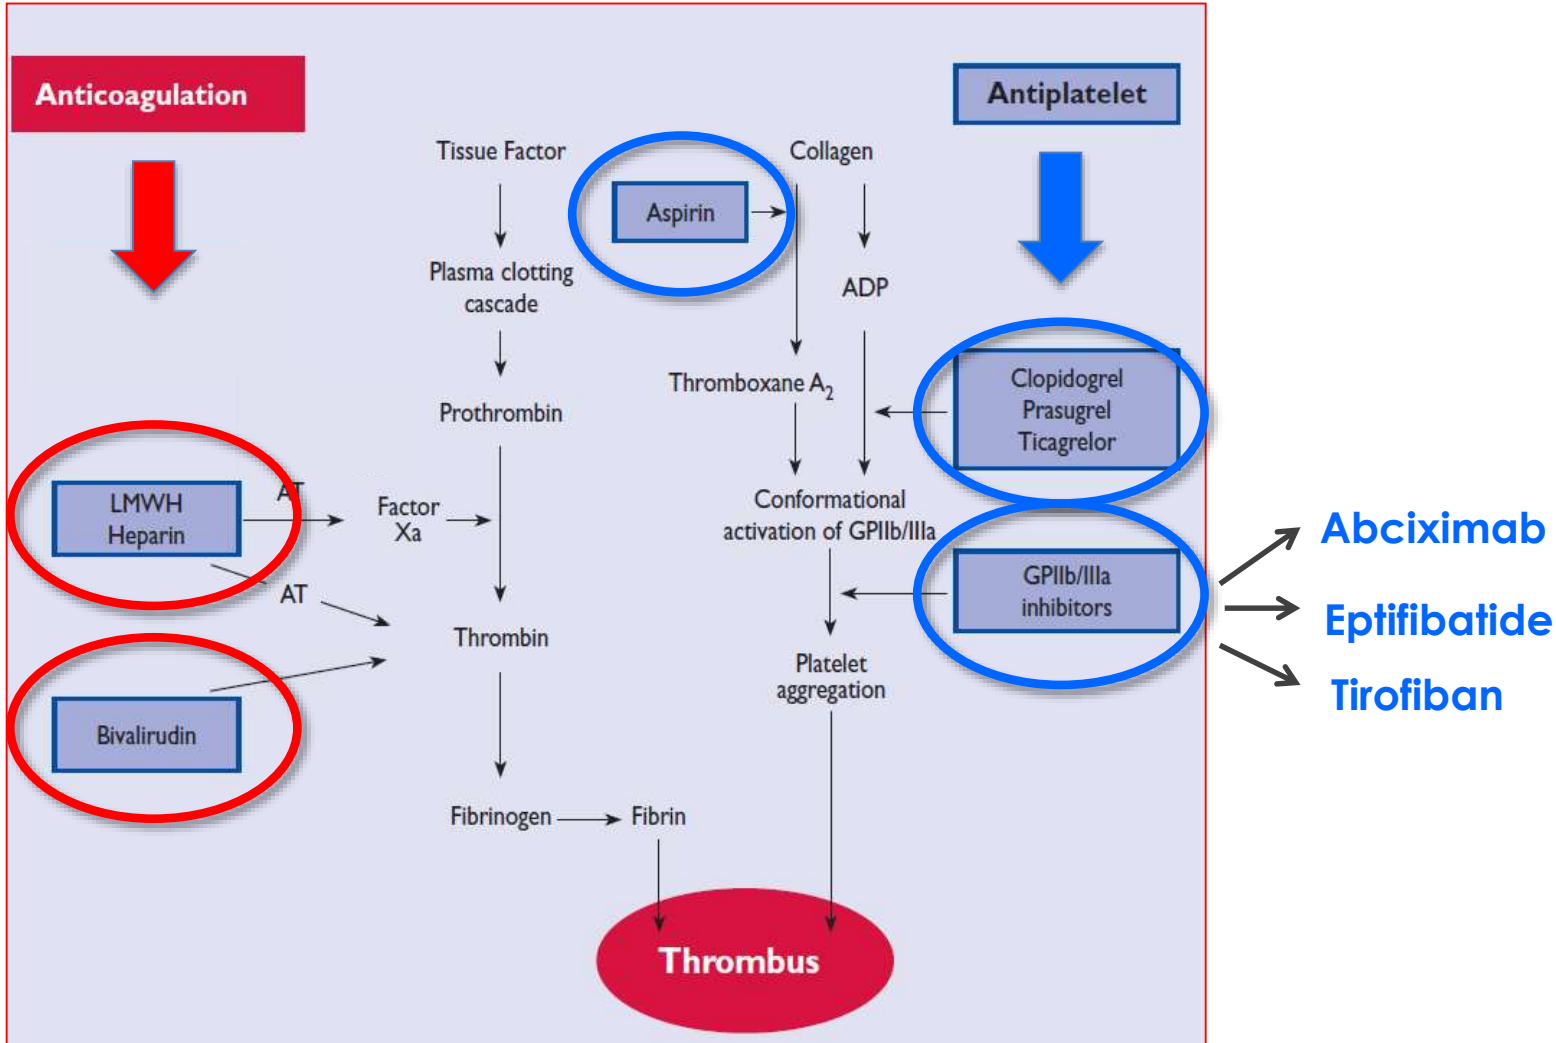 Anticoagulation
Antiplatelet
Tissue Factor
Collagen
Aspirin
Plasma clotting
cascade
ADP
Thromboxane A2
Clopidogrel
Prasugrel
Ticagrelor
Prothrombin
LMWH
Heparin
AT
Factor
Xa
Conformational
activation of GPIIb/IIIa
Abciximab
GPIIb/IIIa
inhibitors
AT
Eptifibatide
Thrombin
Platelet
aggregation
Tirofiban
Bivalirudin
Fibrinogen
Fibrin
Thrombus